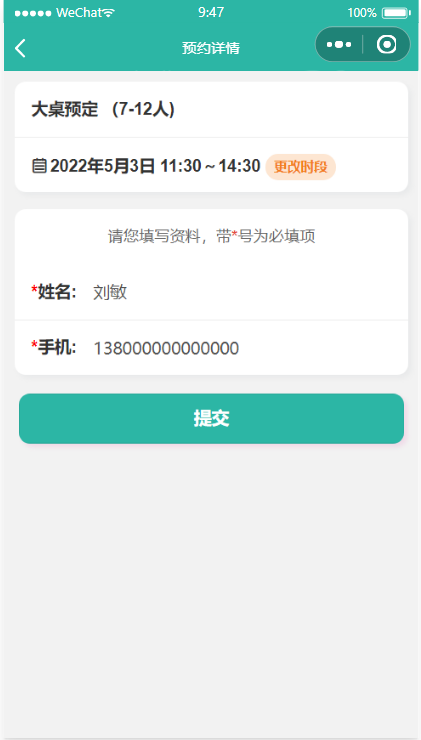 WeChat 9:47 100%
预约详情
大桌预定 (7-12人)
2022年5月3日 11:30～14:30 更改时段
请您填写资料，带*号为必填项
*姓名: 刘敏
*手机: 138000000000000
提交